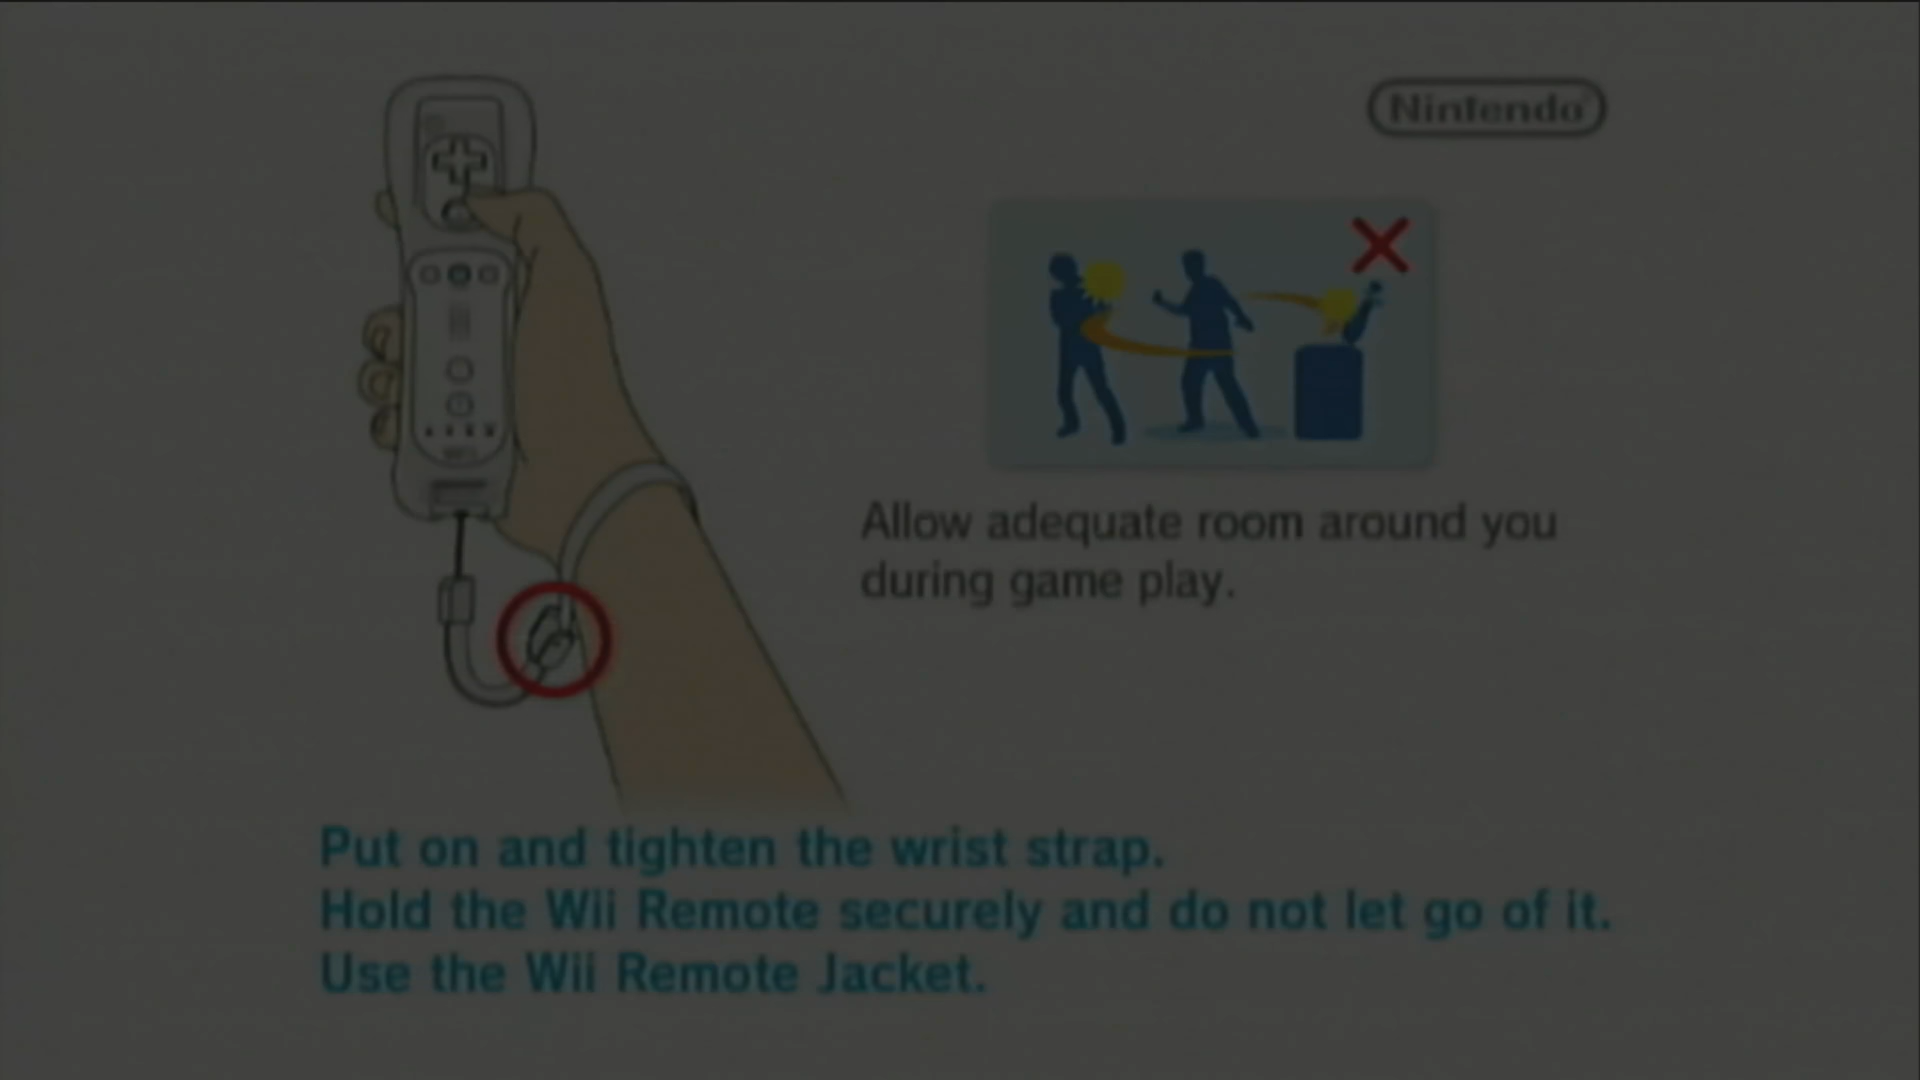 Nintendo
Allow adequate room around you
during game play.
Put on and tighten the wrist strap.
Hold the Wii Remote securely and do not let go of it.
Use the Wii Remote Jacket.